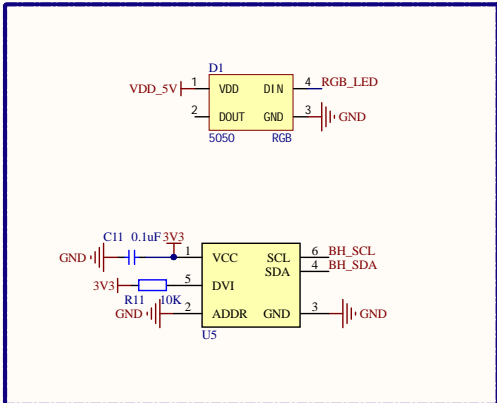 D1
VDD_5V 1 VDD DIN 4 RGB_LED
2 DOUT GND 3 GND
5050 RGB
C11 0.1uF 3V3
GND 1 VCC SCL 6 BH_SCL
SDA 4 BH_SDA
3V3 5 DVI
R11 10K
GND 2 ADDR GND 3 GND
U5